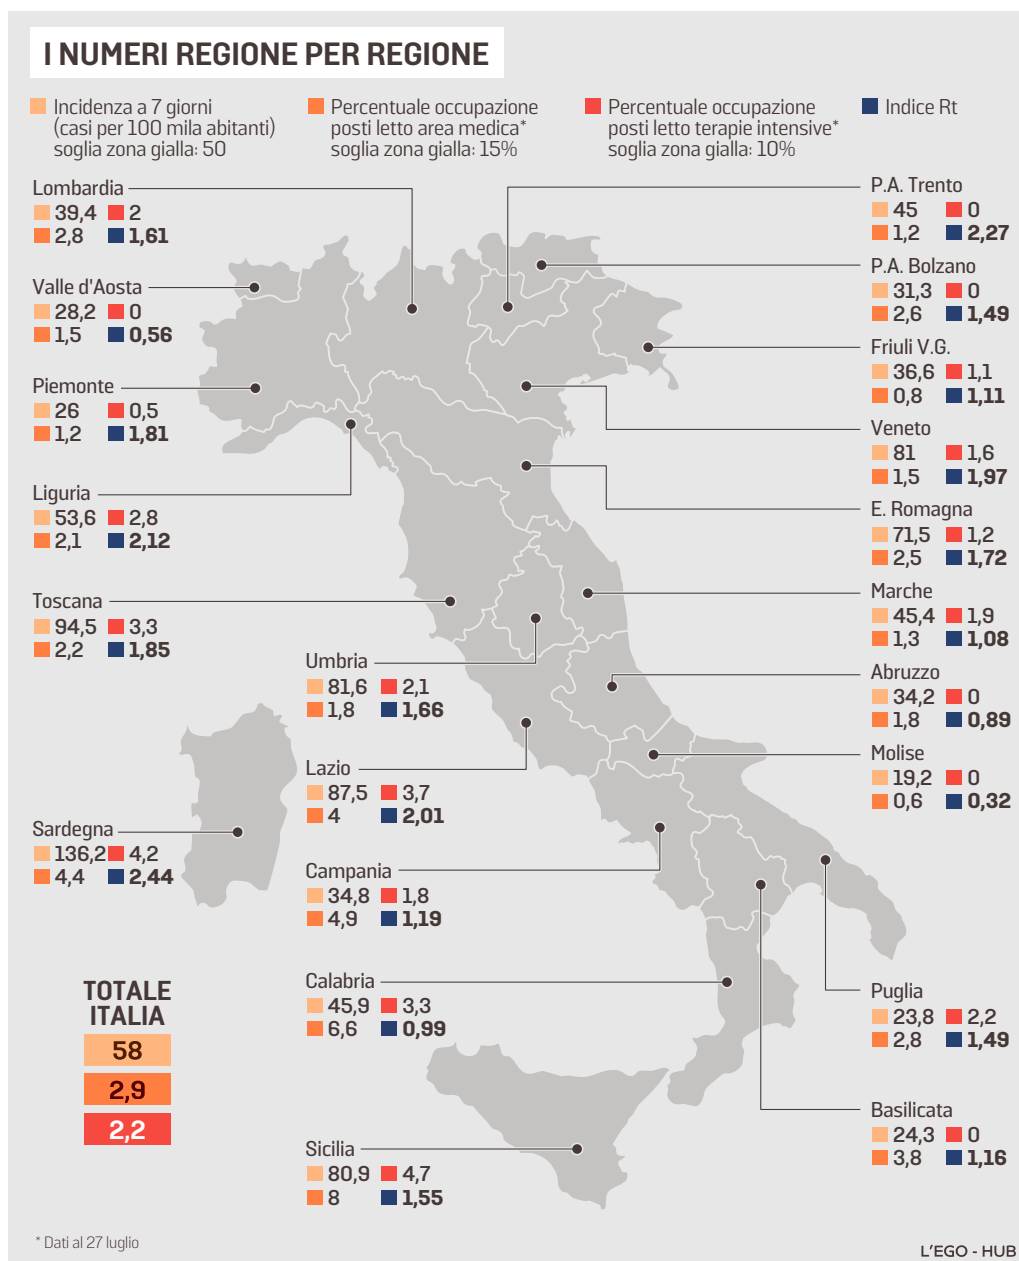 I NUMERI REGIONE PER REGIONE
Incidenza a 7 giorni
(casi per 100 mila abitanti)
soglia zona gialla: 50
Percentuale occupazione
posti letto area medica*
soglia zona gialla: 15%
Percentuale occupazione
posti letto terapie intensive*
soglia zona gialla: 10%
Indice Rt
Lombardia
39,4 2
2,8 1,61
Valle d'Aosta
28,2 0
1,5 0,56
Piemonte
26 0,5
1,2 1,81
Liguria
53,6 2,8
2,1 2,12
Toscana
94,5 3,3
2,2 1,85
Sardegna
136,2 4,2
4,4 2,44
Umbria
81,6 2,1
1,8 1,66
Lazio
87,5 3,7
4 2,01
Campania
34,8 1,8
4,9 1,19
Calabria
45,9 3,3
6,6 0,99
Sicilia
80,9 4,7
8 1,55
P.A. Trento
45 0
1,2 2,27
P.A. Bolzano
31,3 0
2,6 1,49
Friuli V.G.
36,6 1,1
0,8 1,11
Veneto
81 1,6
1,5 1,97
E. Romagna
71,5 1,2
2,5 1,72
Marche
45,4 1,9
1,3 1,08
Abruzzo
34,2 0
1,8 0,89
Molise
19,2 0
0,6 0,32
Puglia
23,8 2,2
2,8 1,49
Basilicata
24,3 0
3,8 1,16
TOTALE
ITALIA
58
2,9
2,2
* Dati al 27 luglio
L'EGO - HUB